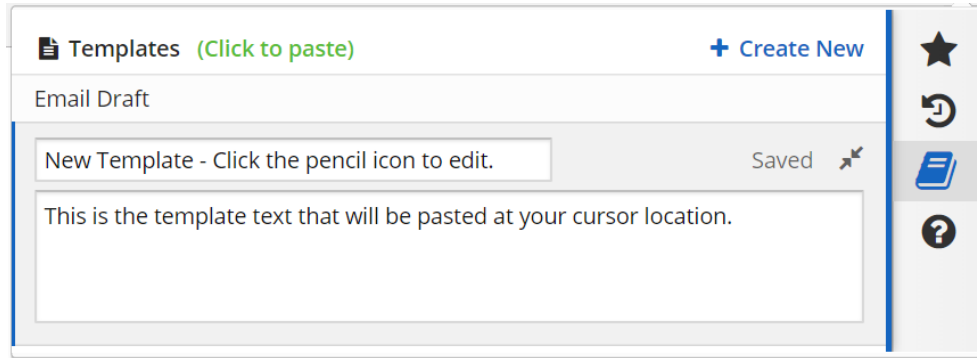 Templates (Click to paste) + Create New
Email Draft
New Template - Click the pencil icon to edit. Saved
This is the template text that will be pasted at your cursor location.